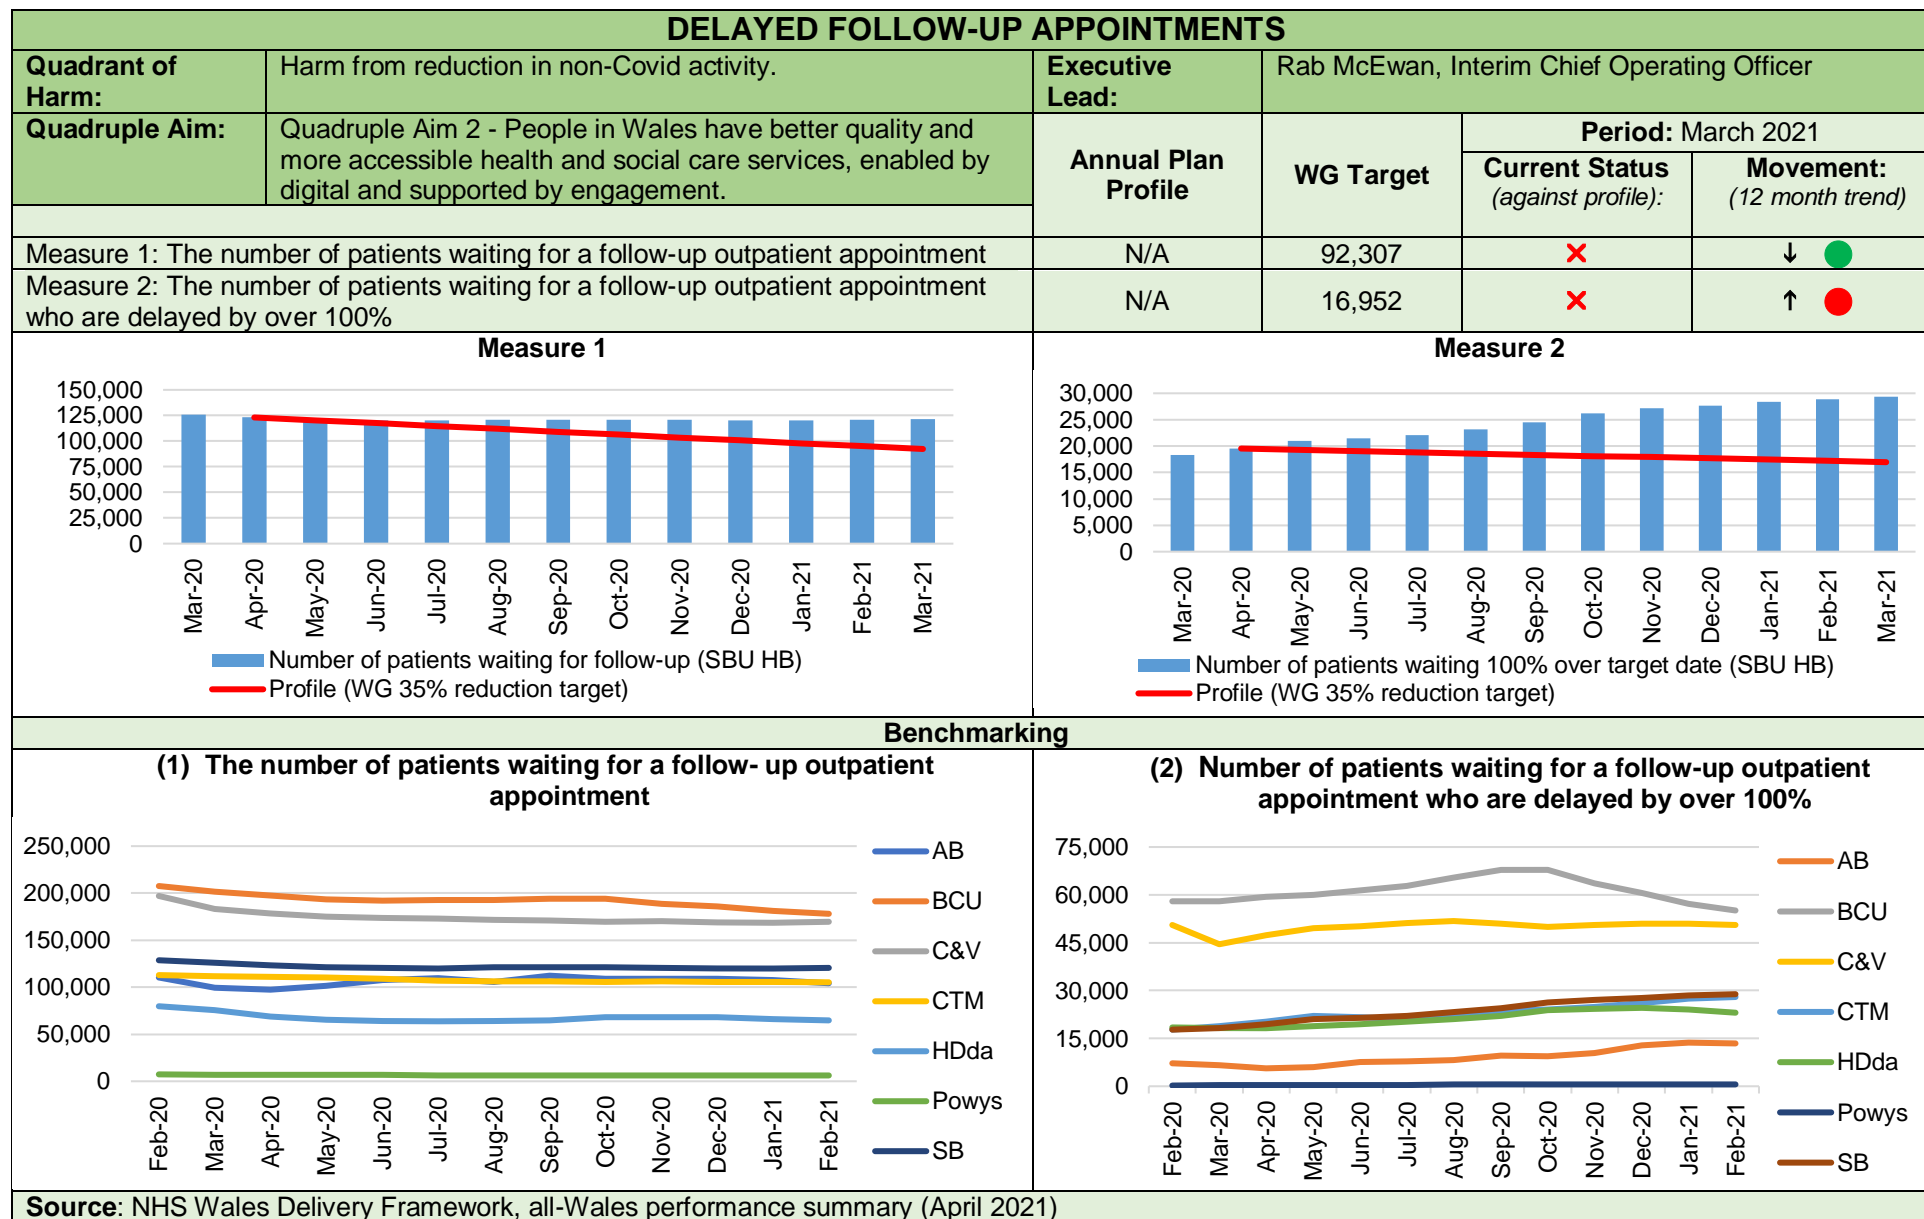 DELAYED FOLLOW-UP APPOINTMENTS
Quadrant of
Harm:
Harm from reduction in non-Covid activity.
Executive
Lead:
Rab McEwan, Interim Chief Operating Officer
Quadruple Aim:
Quadruple Aim 2 - People in Wales have better quality and
more accessible health and social care services, enabled by
digital and supported by engagement.
Annual Plan
Profile
WG Target
Period: March 2021
Current Status
(against profile):
Movement:
(12 month trend)
Measure 1: The number of patients waiting for a follow-up outpatient appointment
N/A
92,307
✕
↓
Measure 2: The number of patients waiting for a follow-up outpatient appointment
who are delayed by over 100%
N/A
16,952
✕
↑
Measure 1
150,000
125,000
100,000
75,000
50,000
25,000
0
Mar-20
Apr-20
May-20
Jun-20
Jul-20
Aug-20
Sep-20
Oct-20
Nov-20
Dec-20
Jan-21
Feb-21
Mar-21
Number of patients waiting for follow-up (SBU HB)
Profile (WG 35% reduction target)
Measure 2
30,000
25,000
20,000
15,000
10,000
5,000
0
Mar-20
Apr-20
May-20
Jun-20
Jul-20
Aug-20
Sep-20
Oct-20
Nov-20
Dec-20
Jan-21
Feb-21
Mar-21
Number of patients waiting 100% over target date (SBU HB)
Profile (WG 35% reduction target)
Benchmarking
(1) The number of patients waiting for a follow- up outpatient
appointment
250,000
200,000
150,000
100,000
50,000
0
Feb-20
Mar-20
Apr-20
May-20
Jun-20
Jul-20
Aug-20
Sep-20
Oct-20
Nov-20
Dec-20
Jan-21
Feb-21
AB
BCU
C&V
CTM
HDda
Powys
SB
(2) Number of patients waiting for a follow-up outpatient
appointment who are delayed by over 100%
75,000
60,000
45,000
30,000
15,000
0
Feb-20
Mar-20
Apr-20
May-20
Jun-20
Jul-20
Aug-20
Sep-20
Oct-20
Nov-20
Dec-20
Jan-21
Feb-21
AB
BCU
C&V
CTM
HDda
Powys
SB
Source: NHS Wales Delivery Framework, all-Wales performance summary (April 2021)